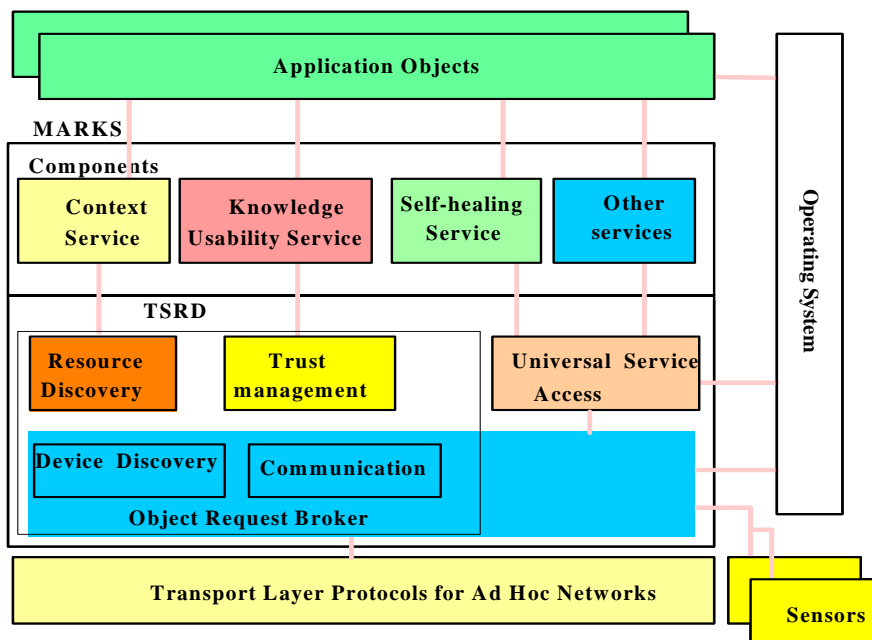 Application Objects
MARKS
Components
Context
Service
Knowledge
Usability Service
Self-healing
Service
Other
services
Operating System
TSRD
Resource
Discovery
Trust
management
Universal Service
Access
Device Discovery
Communication
Object Request Broker
Transport Layer Protocols for Ad Hoc Networks
Sensors